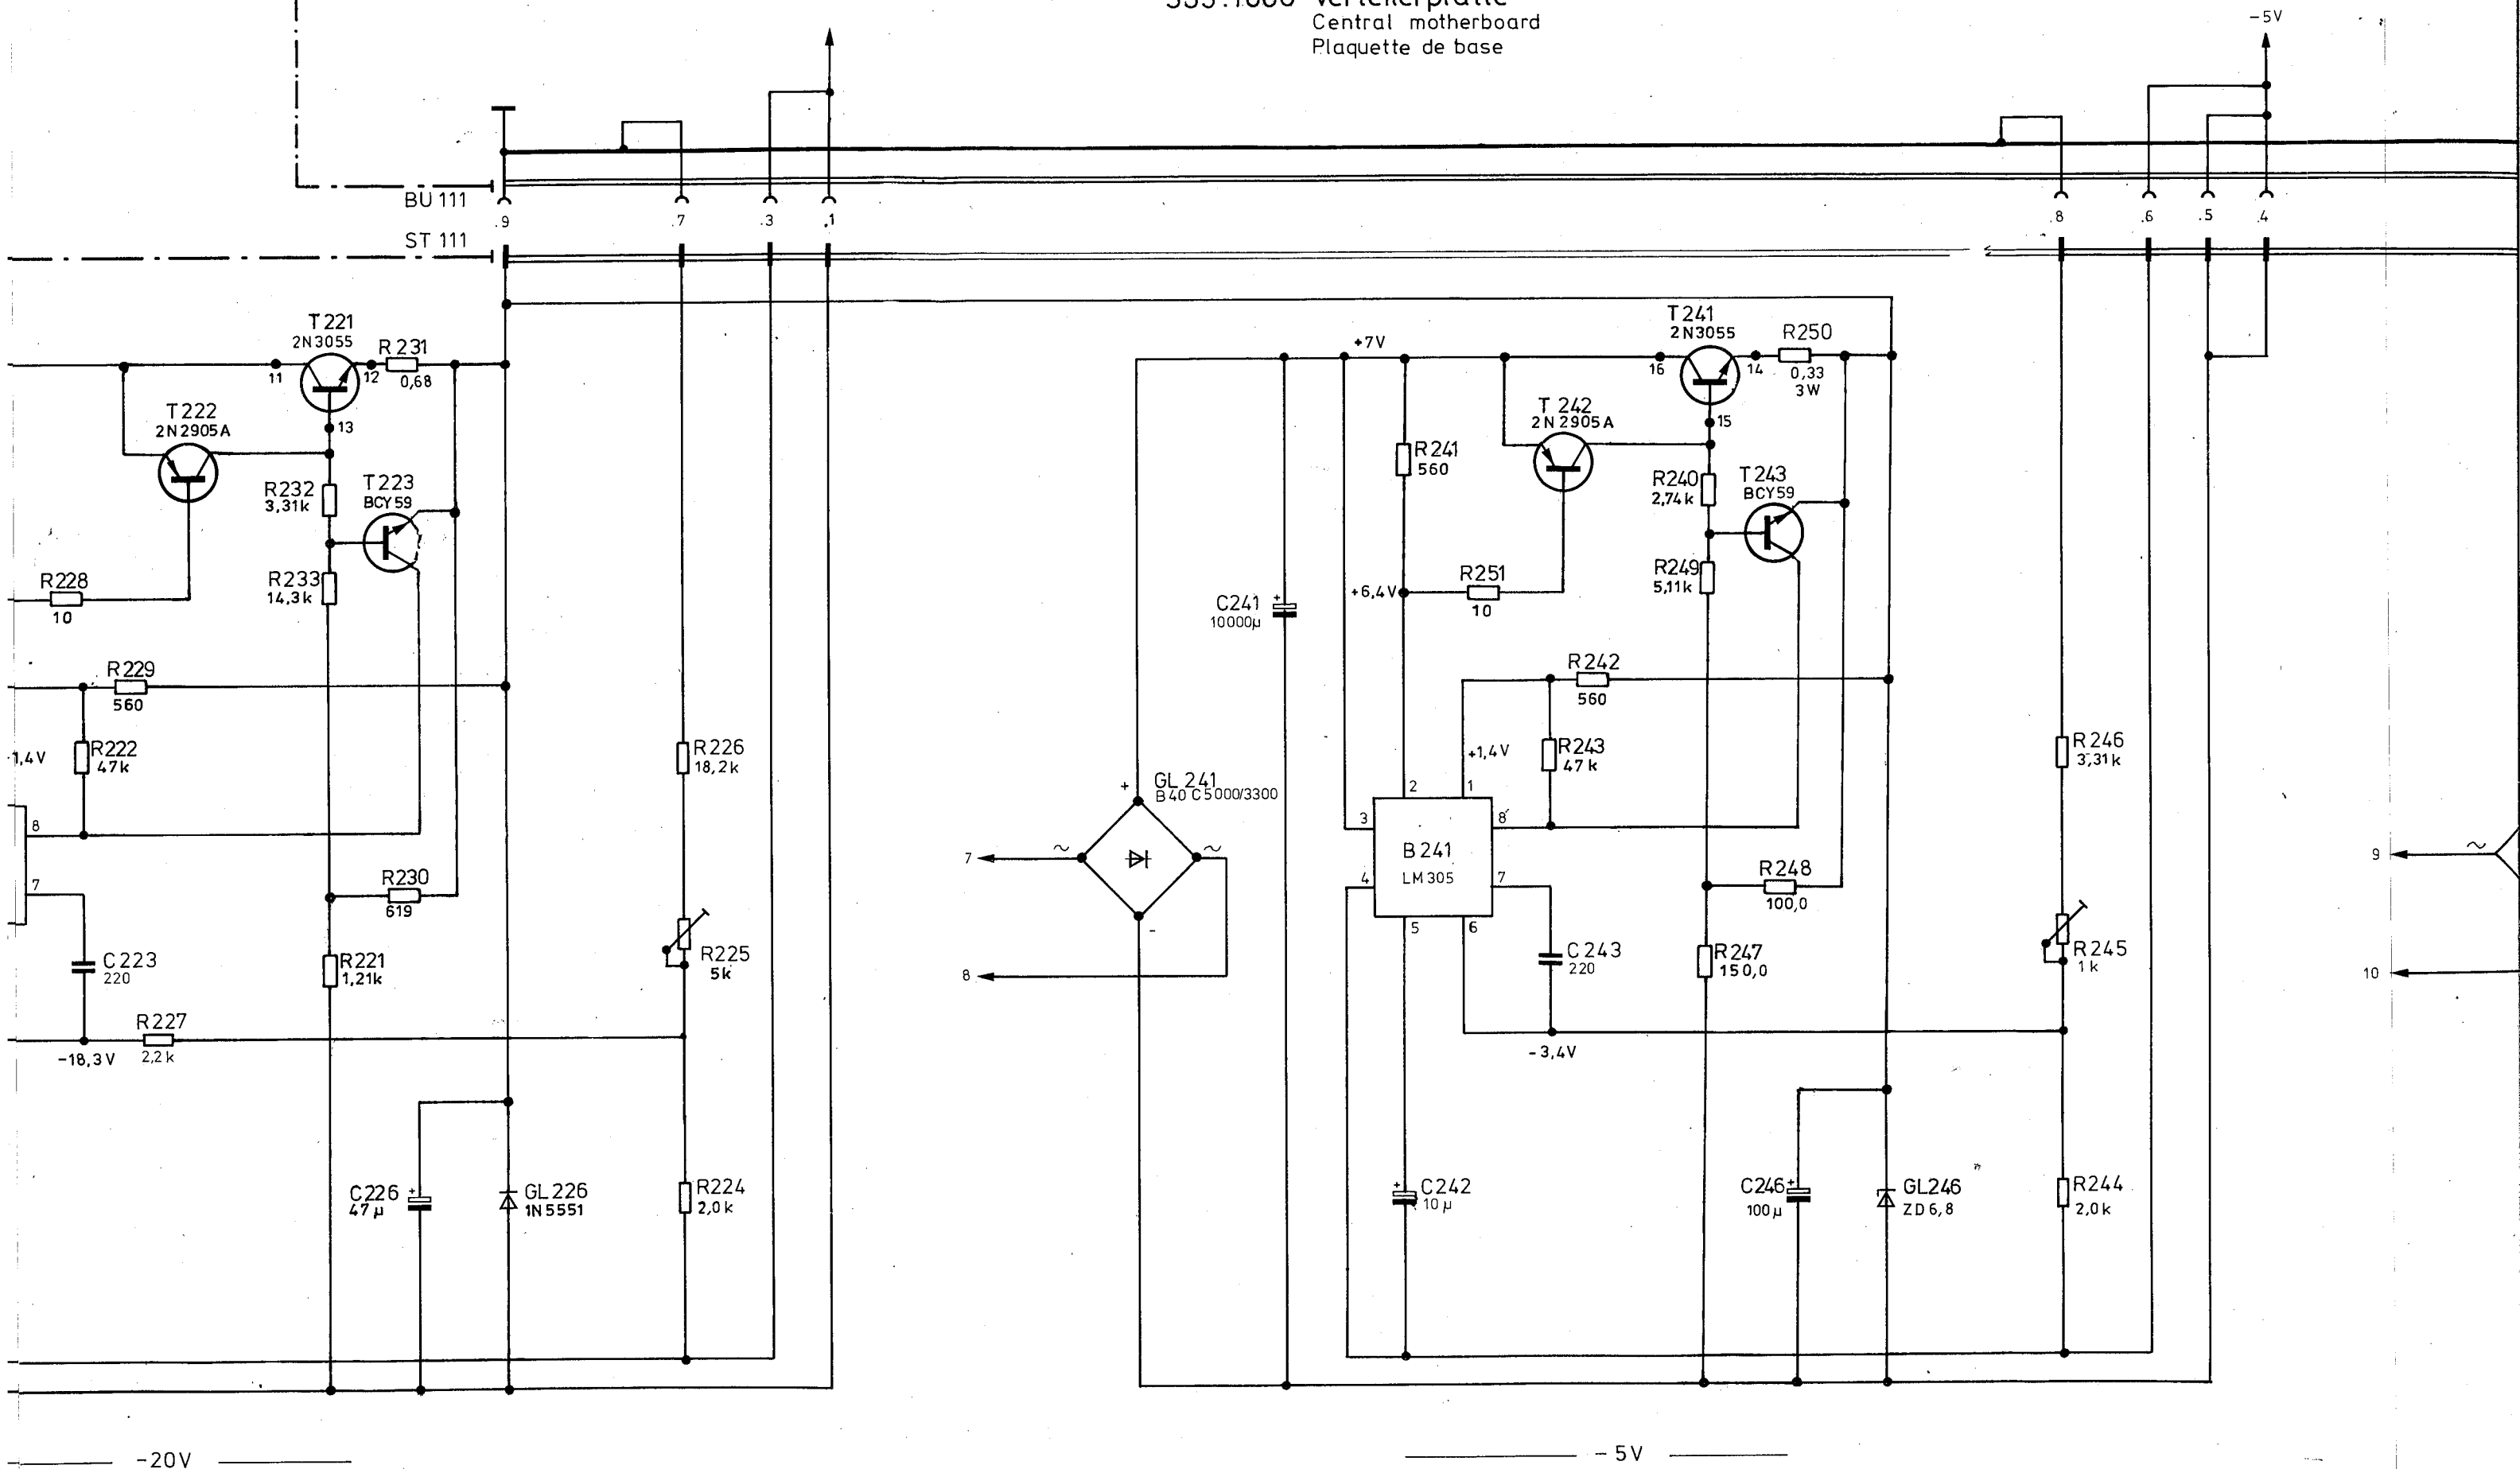 Central motherboard
Plaquette de base
-5V
BU 111
.9
.7
.3
.1
.8
.6
.5
.4
ST 111
T221
2N3055
R231
0,68
11
12
13
T222
2N2905A
R232
3,31k
T223
BCY59
R233
14,3k
R228
10
R229
560
R222
47k
1,4V
8
7
R230
619
C223
220
R221
1,21k
R227
2,2k
-18,3V
C226
+
47µ
GL226
1N5551
R226
18,2k
R225
5k
R224
2,0k
-20V
+7V
T241
2N3055
R250
0,33
3W
16
14
15
T 242
2N2905A
R241
560
R240
2,74k
T243
BCY59
R249
5,11k
R251
10
+6,4V
C241
+
10000µ
R242
560
R243
47k
+1,4V
GL 241
B40 C5000/3300
+
-
~
~
7
8
2
1
3
8
B241
LM305
4
7
5
6
R248
100,0
C243
220
R247
150,0
-3,4V
C242
+
10µ
C246
+
100µ
GL246
ZD6,8
R246
3,31k
R245
1k
R244
2,0k
9
~
10
-5V